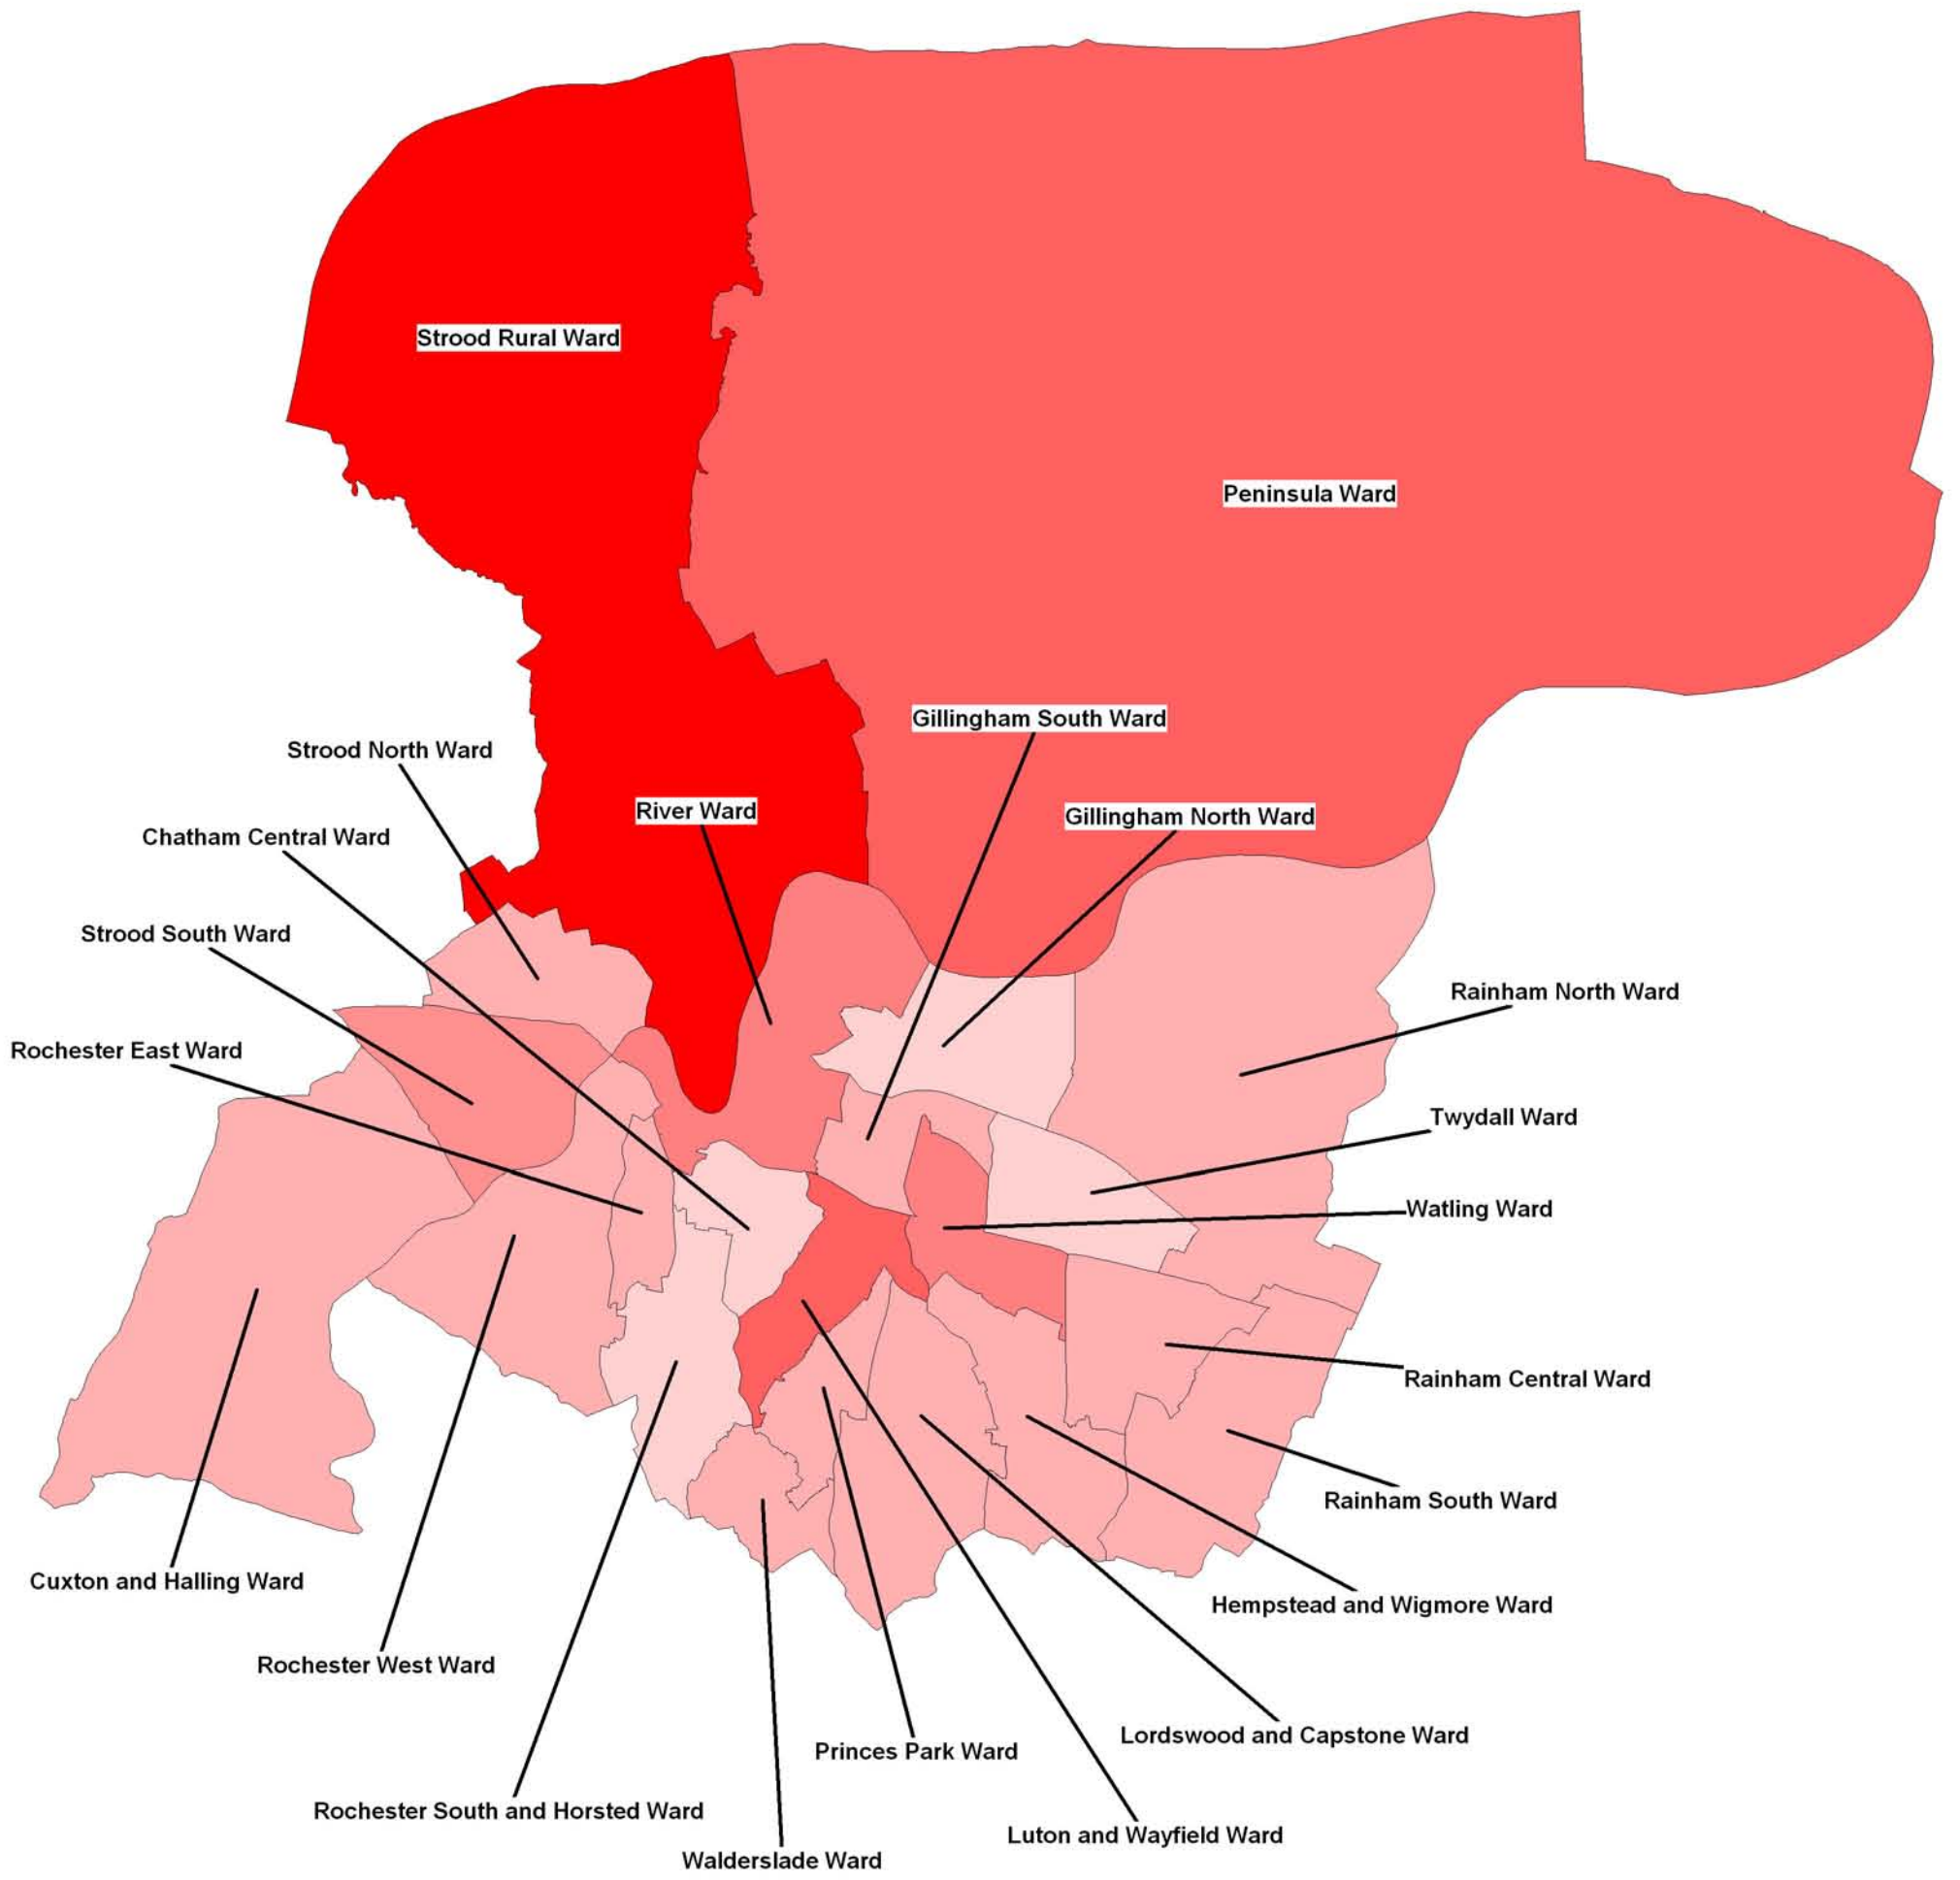 Strood Rural Ward
Peninsula Ward
Gillingham South Ward
Strood North Ward
River Ward
Gillingham North Ward
Chatham Central Ward
Strood South Ward
Rainham North Ward
Rochester East Ward
Twydall Ward
Watling Ward
Rainham Central Ward
Rainham South Ward
Cuxton and Halling Ward
Hempstead and Wigmore Ward
Rochester West Ward
Lordswood and Capstone Ward
Princes Park Ward
Rochester South and Horsted Ward
Luton and Wayfield Ward
Walderslade Ward